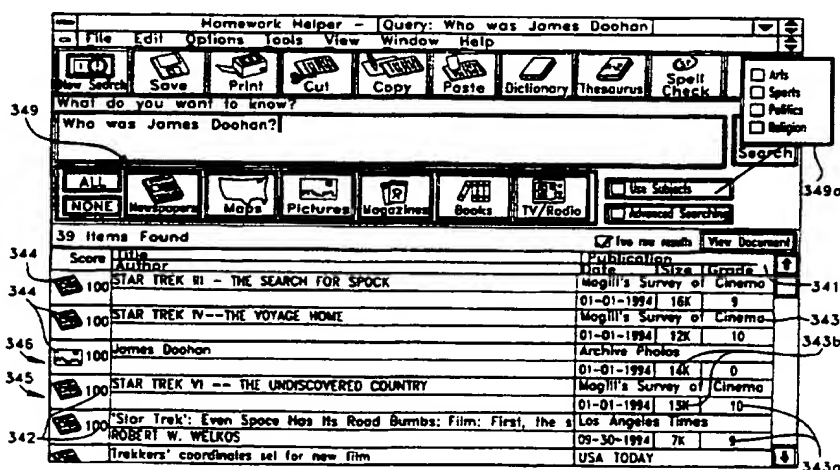 Homework Helper - Query: Who was James Doohan
File Edit Options Tools View Window Help
New Search Save Print Cut Copy Paste Dictionary Thesaurus Spell Check
Arts
Sports
Politics
Religion
What do you want to know?
349
Who was James Doohan?
Search
349a
ALL
NONE
Newspapers Maps Pictures Magazines Books TV/Radio
Use Subjects
Advanced Searching
39 Items Found
Two row results View Document
344
Score Title Publication
Author Date Size Grade
341
100 STAR TREK III - THE SEARCH FOR SPOCK Magill's Survey of Cinema
01-01-1994 16K 9
344
100 STAR TREK IV--THE VOYAGE HOME Magill's Survey of Cinema
343
01-01-1994 12K 10
343b
346
100 James Doohan Archive Photos
01-01-1994 14K 0
345
100 STAR TREK VI -- THE UNDISCOVERED COUNTRY Magill's Survey of Cinema
01-01-1994 15K 10
342
100 'Star Trek': Even Space Has Its Road Bumbs: Film: First, the s Los Angeles Times
ROBERT W. WELKOS 09-30-1994 7K 9
Trekkers' coordinates set for new film USA TODAY
343a